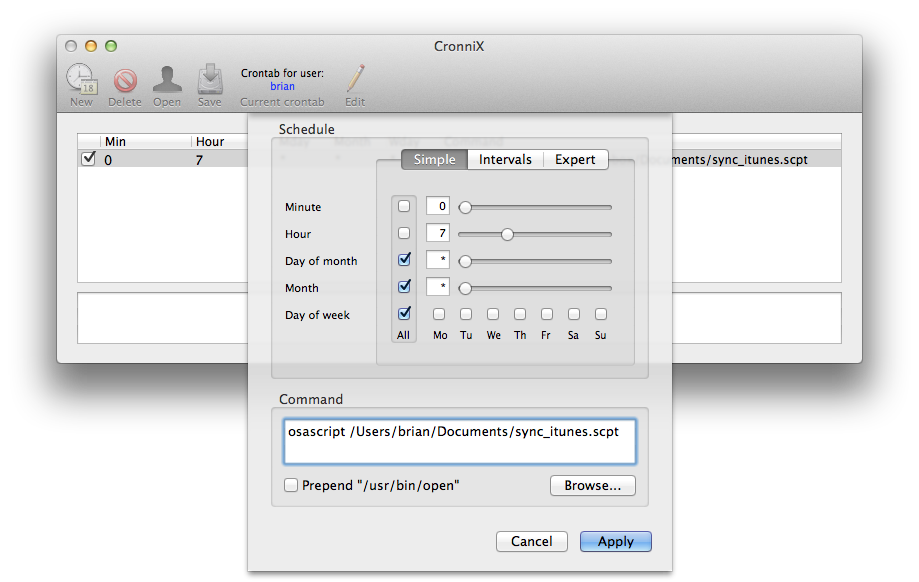 CronniX
18
New Delete Open Save
Crontab for user:
brian
Current crontab
Edit
Min Hour
0 7 ocuments/sync_itunes.scpt
Schedule
Simple Intervals Expert
Minute 0
Hour 7
Day of month *
Month *
Day of week
All Mo Tu We Th Fr Sa Su
Command
osascript /Users/brian/Documents/sync_itunes.scpt
Prepend "/usr/bin/open" Browse...
Cancel Apply